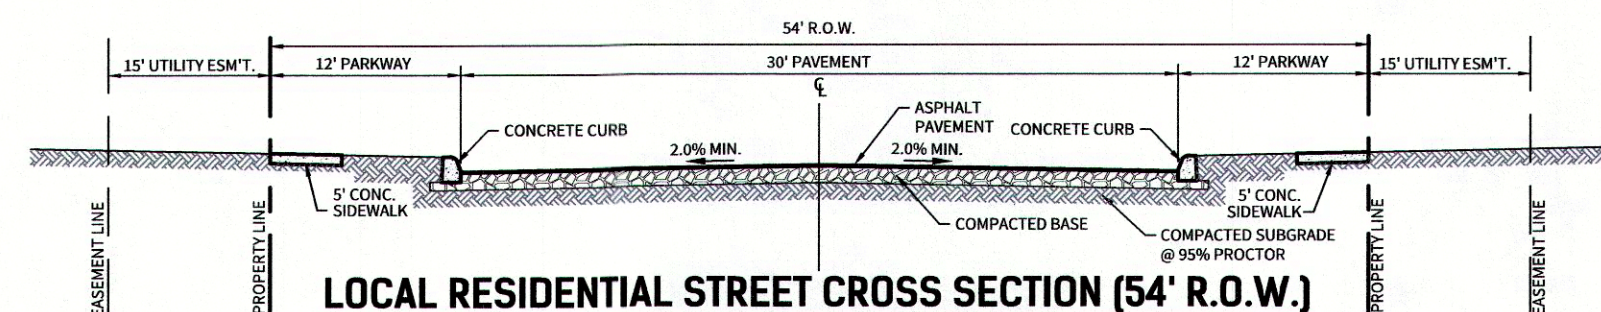 54' R.O.W.
15' UTILITY ESM'T.
12' PARKWAY
30' PAVEMENT
12' PARKWAY
15' UTILITY ESM'T.
℄
ASPHALT
PAVEMENT
CONCRETE CURB
CONCRETE CURB
2.0% MIN.
2.0% MIN.
5' CONC.
SIDEWALK
5' CONC.
SIDEWALK
COMPACTED BASE
COMPACTED SUBGRADE
@ 95% PROCTOR
EASEMENT LINE
PROPERTY LINE
PROPERTY LINE
EASEMENT LINE
LOCAL RESIDENTIAL STREET CROSS SECTION (54' R.O.W.)